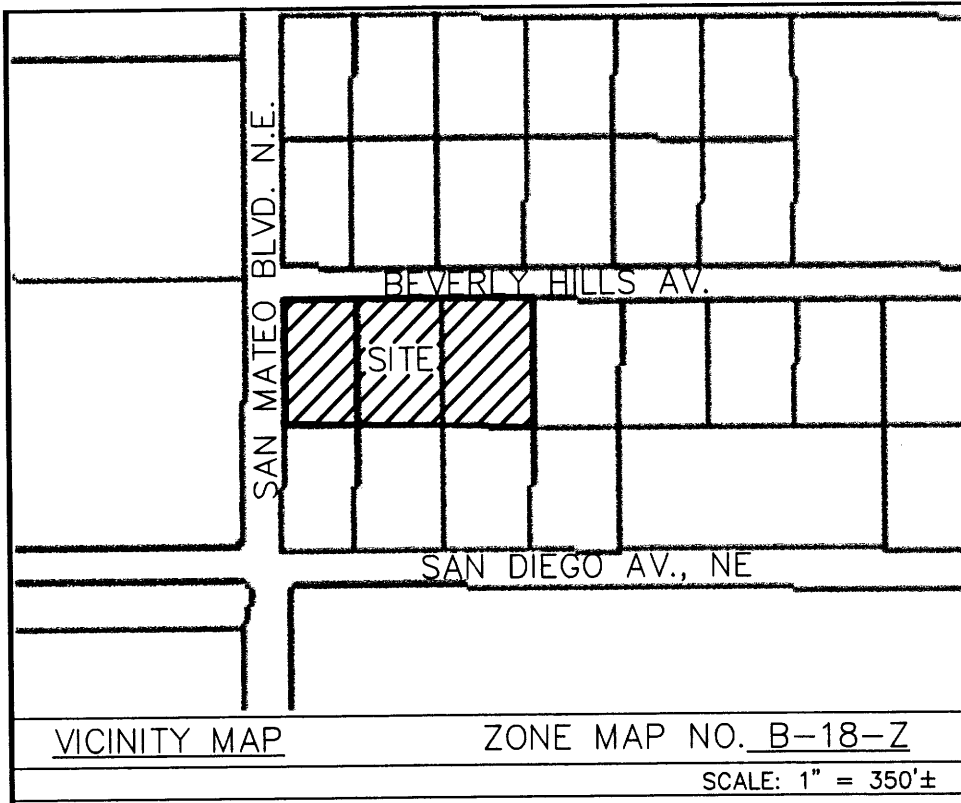 SAN MATEO BLVD. N.E.
BEVERLY HILLS AV.
SITE
SAN DIEGO AV., NE
VICINITY MAP
ZONE MAP NO. B-18-Z
SCALE: 1" = 350'±